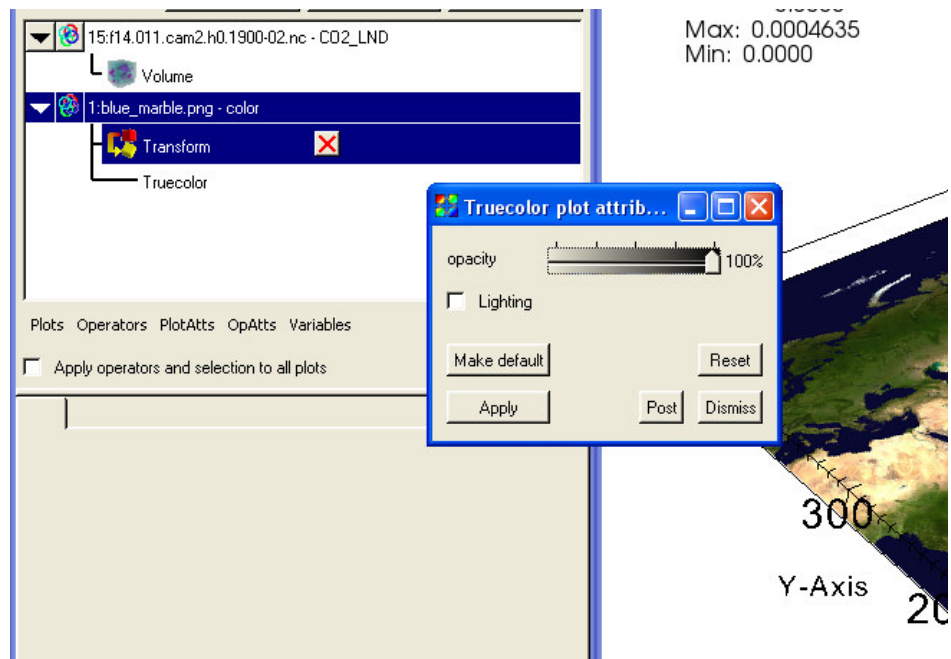 15:f14.011.cam2.h0.1900-02.nc - CO2_LND
Volume
1:blue_marble.png - color
Transform
Truecolor
Plots Operators PlotAtts OpAtts Variables
Apply operators and selection to all plots
Truecolor plot attrib...
opacity
100%
Lighting
Make default
Reset
Apply
Post
Dismiss
Max: 0.0004635
Min: 0.0000
300
Y-Axis